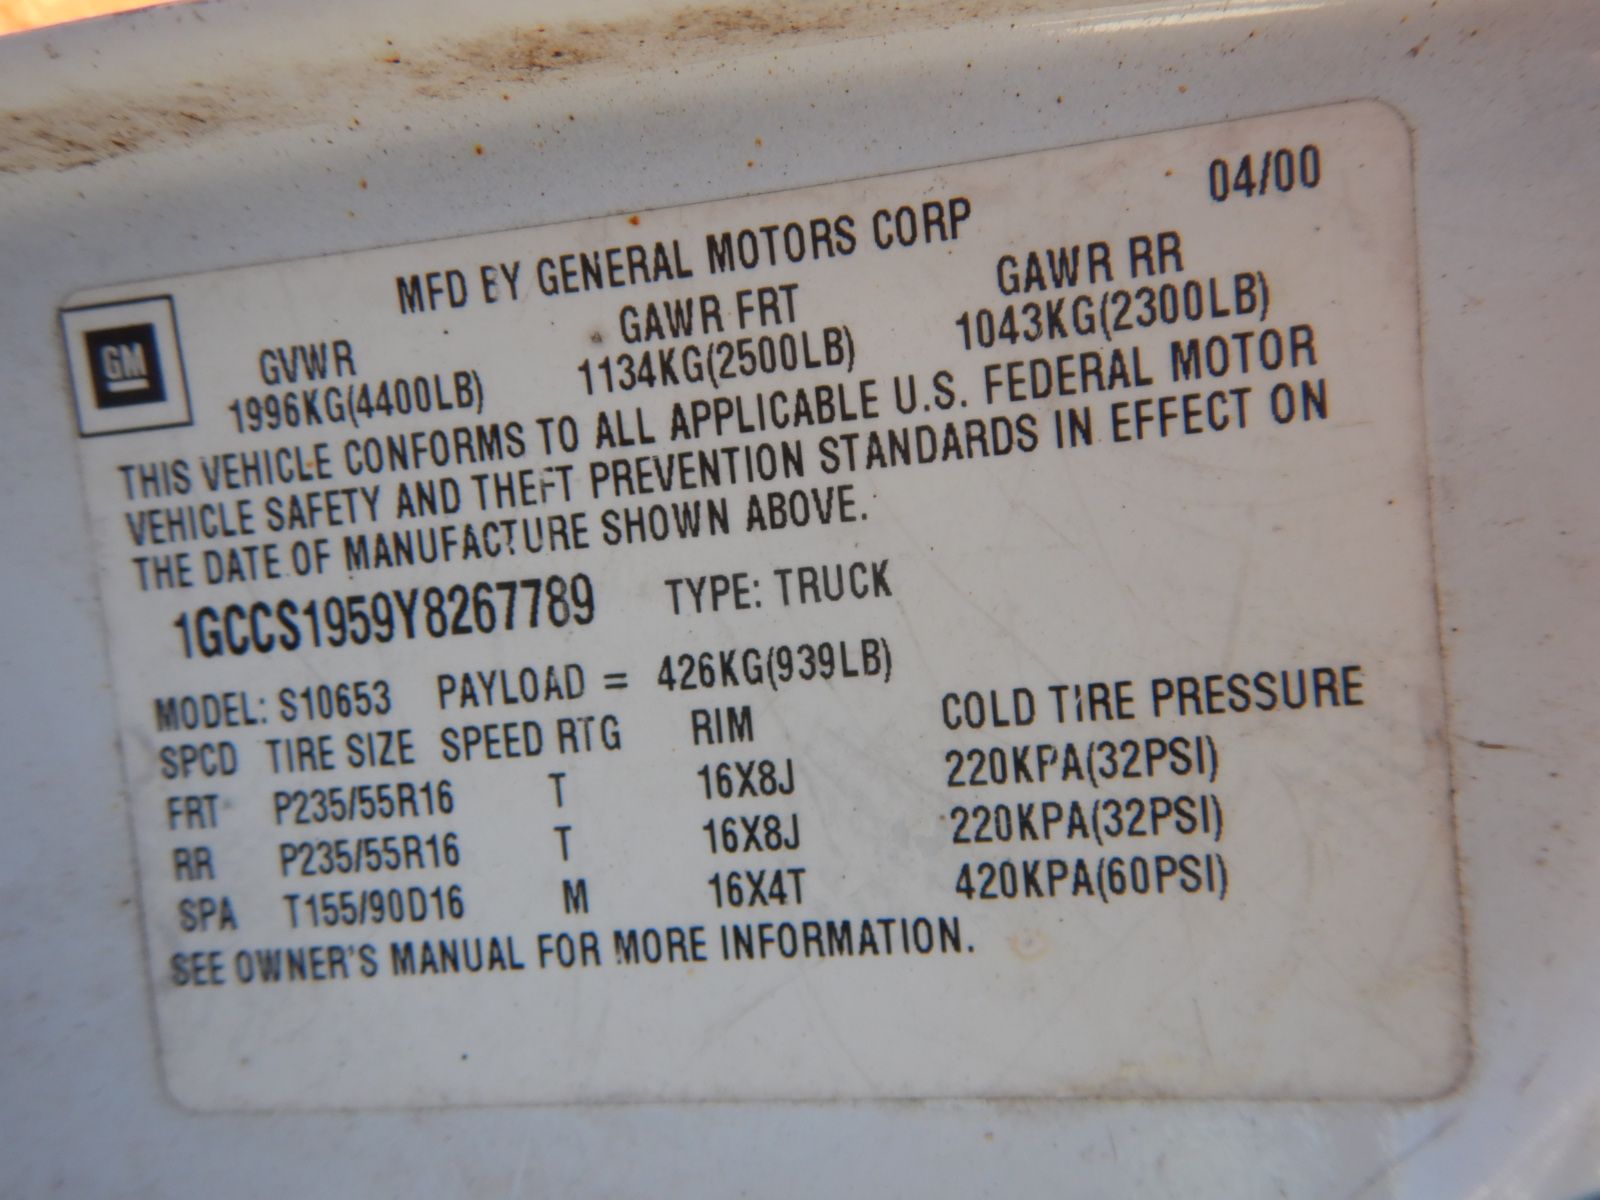 04/00
MFD BY GENERAL MOTORS CORP
GM
GVWR GAWR FRT GAWR RR
1996KG(4400LB) 1134KG(2500LB) 1043KG(2300LB)
THIS VEHICLE CONFORMS TO ALL APPLICABLE U.S. FEDERAL MOTOR
VEHICLE SAFETY AND THEFT PREVENTION STANDARDS IN EFFECT ON
THE DATE OF MANUFACTURE SHOWN ABOVE.
1GCCS1959Y8267789 TYPE: TRUCK
MODEL: S10653 PAYLOAD = 426KG(939LB)
SPCD TIRE SIZE SPEED RTG RIM COLD TIRE PRESSURE
FRT P235/55R16 T 16X8J 220KPA(32PSI)
RR P235/55R16 T 16X8J 220KPA(32PSI)
SPA T155/90D16 M 16X4T 420KPA(60PSI)
SEE OWNER'S MANUAL FOR MORE INFORMATION.